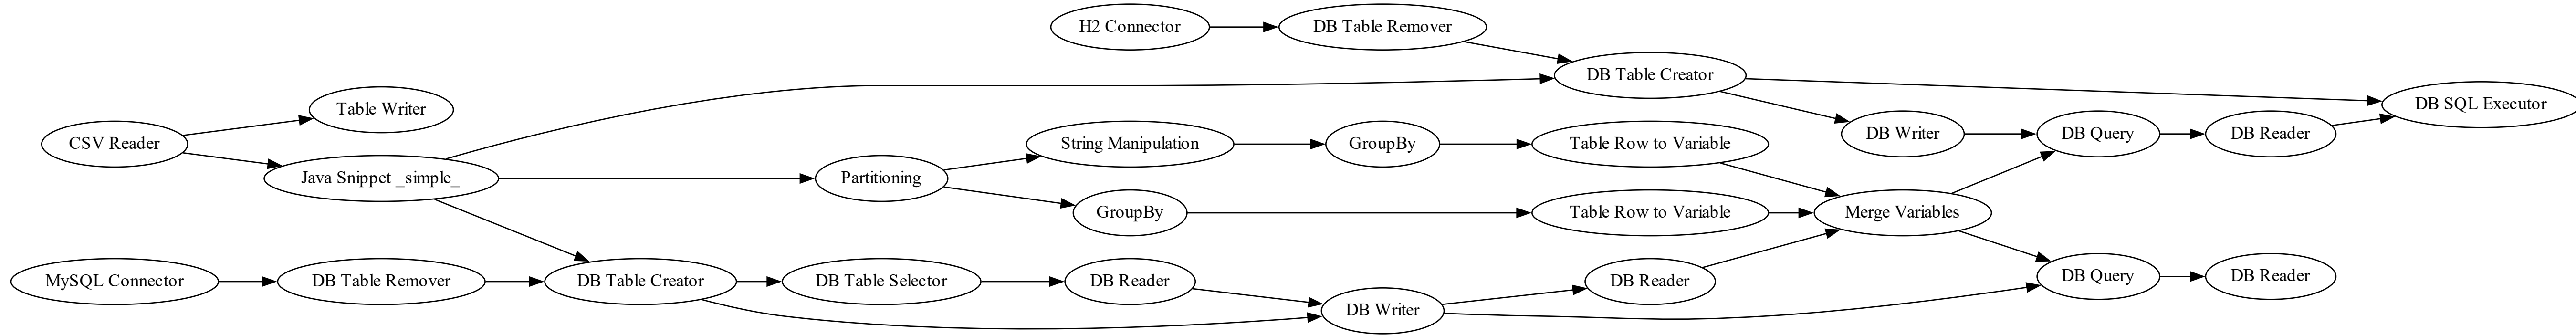 H2 Connector
DB Table Remover
DB Table Creator
Table Writer
DB SQL Executor
CSV Reader
String Manipulation
GroupBy
Table Row to Variable
DB Writer
DB Query
DB Reader
Java Snippet _simple_
Partitioning
GroupBy
Table Row to Variable
Merge Variables
MySQL Connector
DB Table Remover
DB Table Creator
DB Table Selector
DB Reader
DB Reader
DB Query
DB Reader
DB Writer